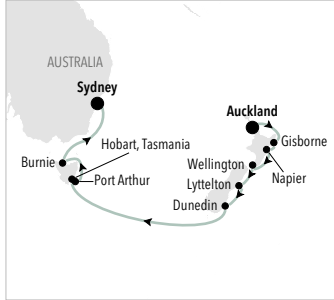 AUSTRALIA
Sydney
Auckland
Hobart, Tasmania
Gisborne
Burnie
Wellington
Port Arthur
Lyttelton
Napier
Dunedin